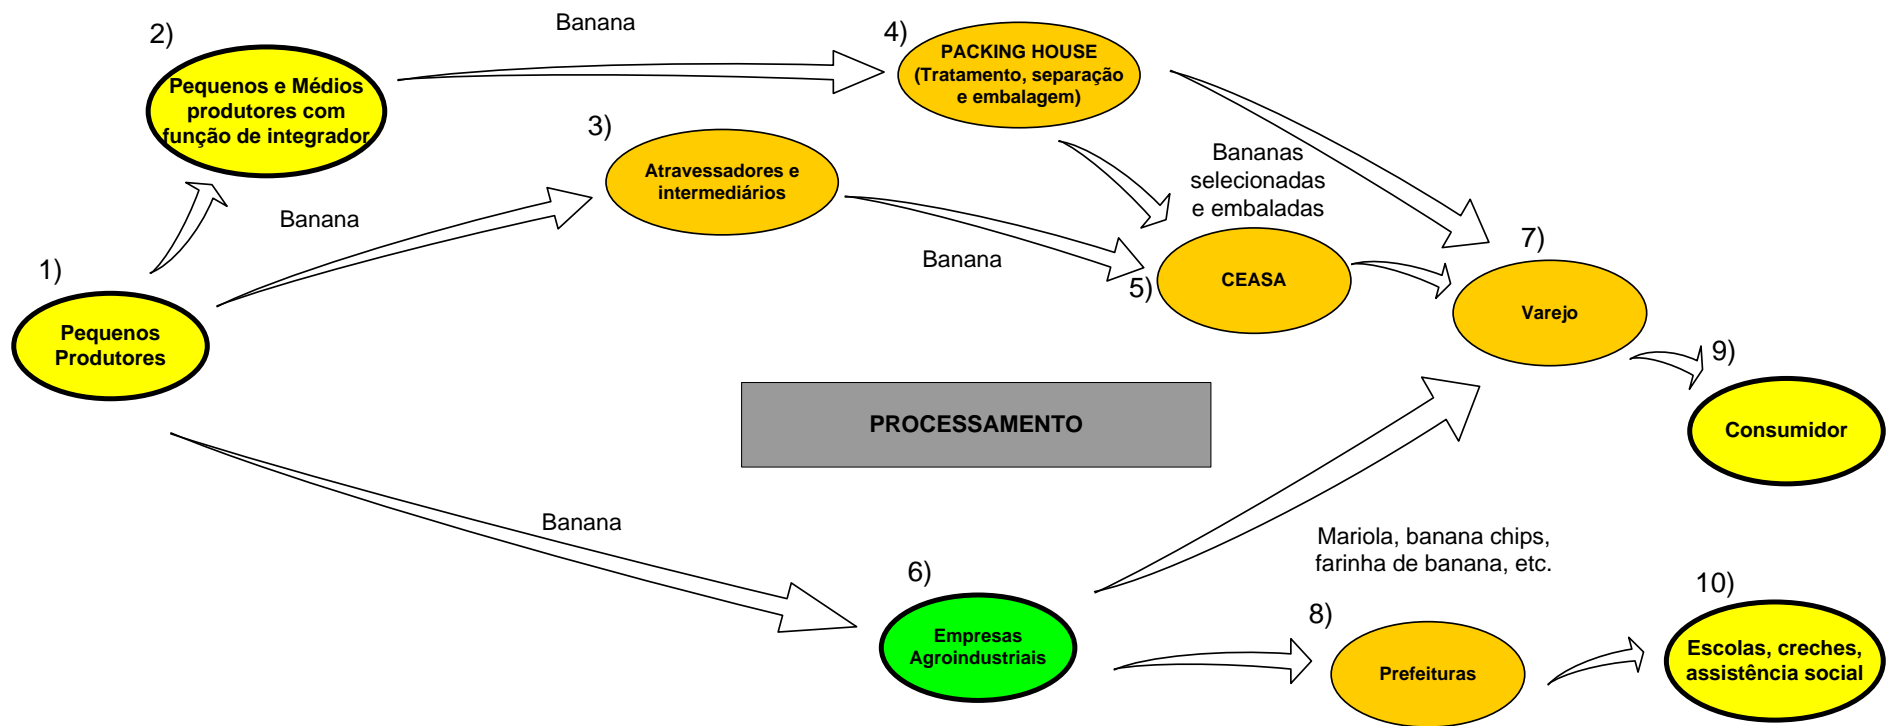 2)
Pequenos e Médios
produtores com
função de integrador
Banana
4)
PACKING HOUSE
(Tratamento, separação
e embalagem)
3)
Atravessadores e
intermediários
Banana
Bananas
selecionadas
e embaladas
Banana
1)
Pequenos
Produtores
5)
CEASA
7)
Varejo
9)
Consumidor
PROCESSAMENTO
Banana
Mariola, banana chips,
farinha de banana, etc.
6)
Empresas
Agroindustriais
8)
Prefeituras
10)
Escolas, creches,
assistência social